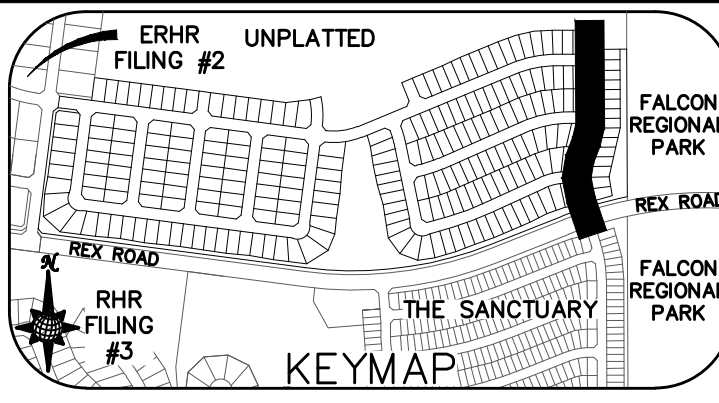 ERHR
FILING #2
UNPLATTED
FALCON
REGIONAL
PARK
REX ROAD
REX ROAD
N
RHR
FILING
#3
THE SANCTUARY
FALCON
REGIONAL
PARK
KEYMAP